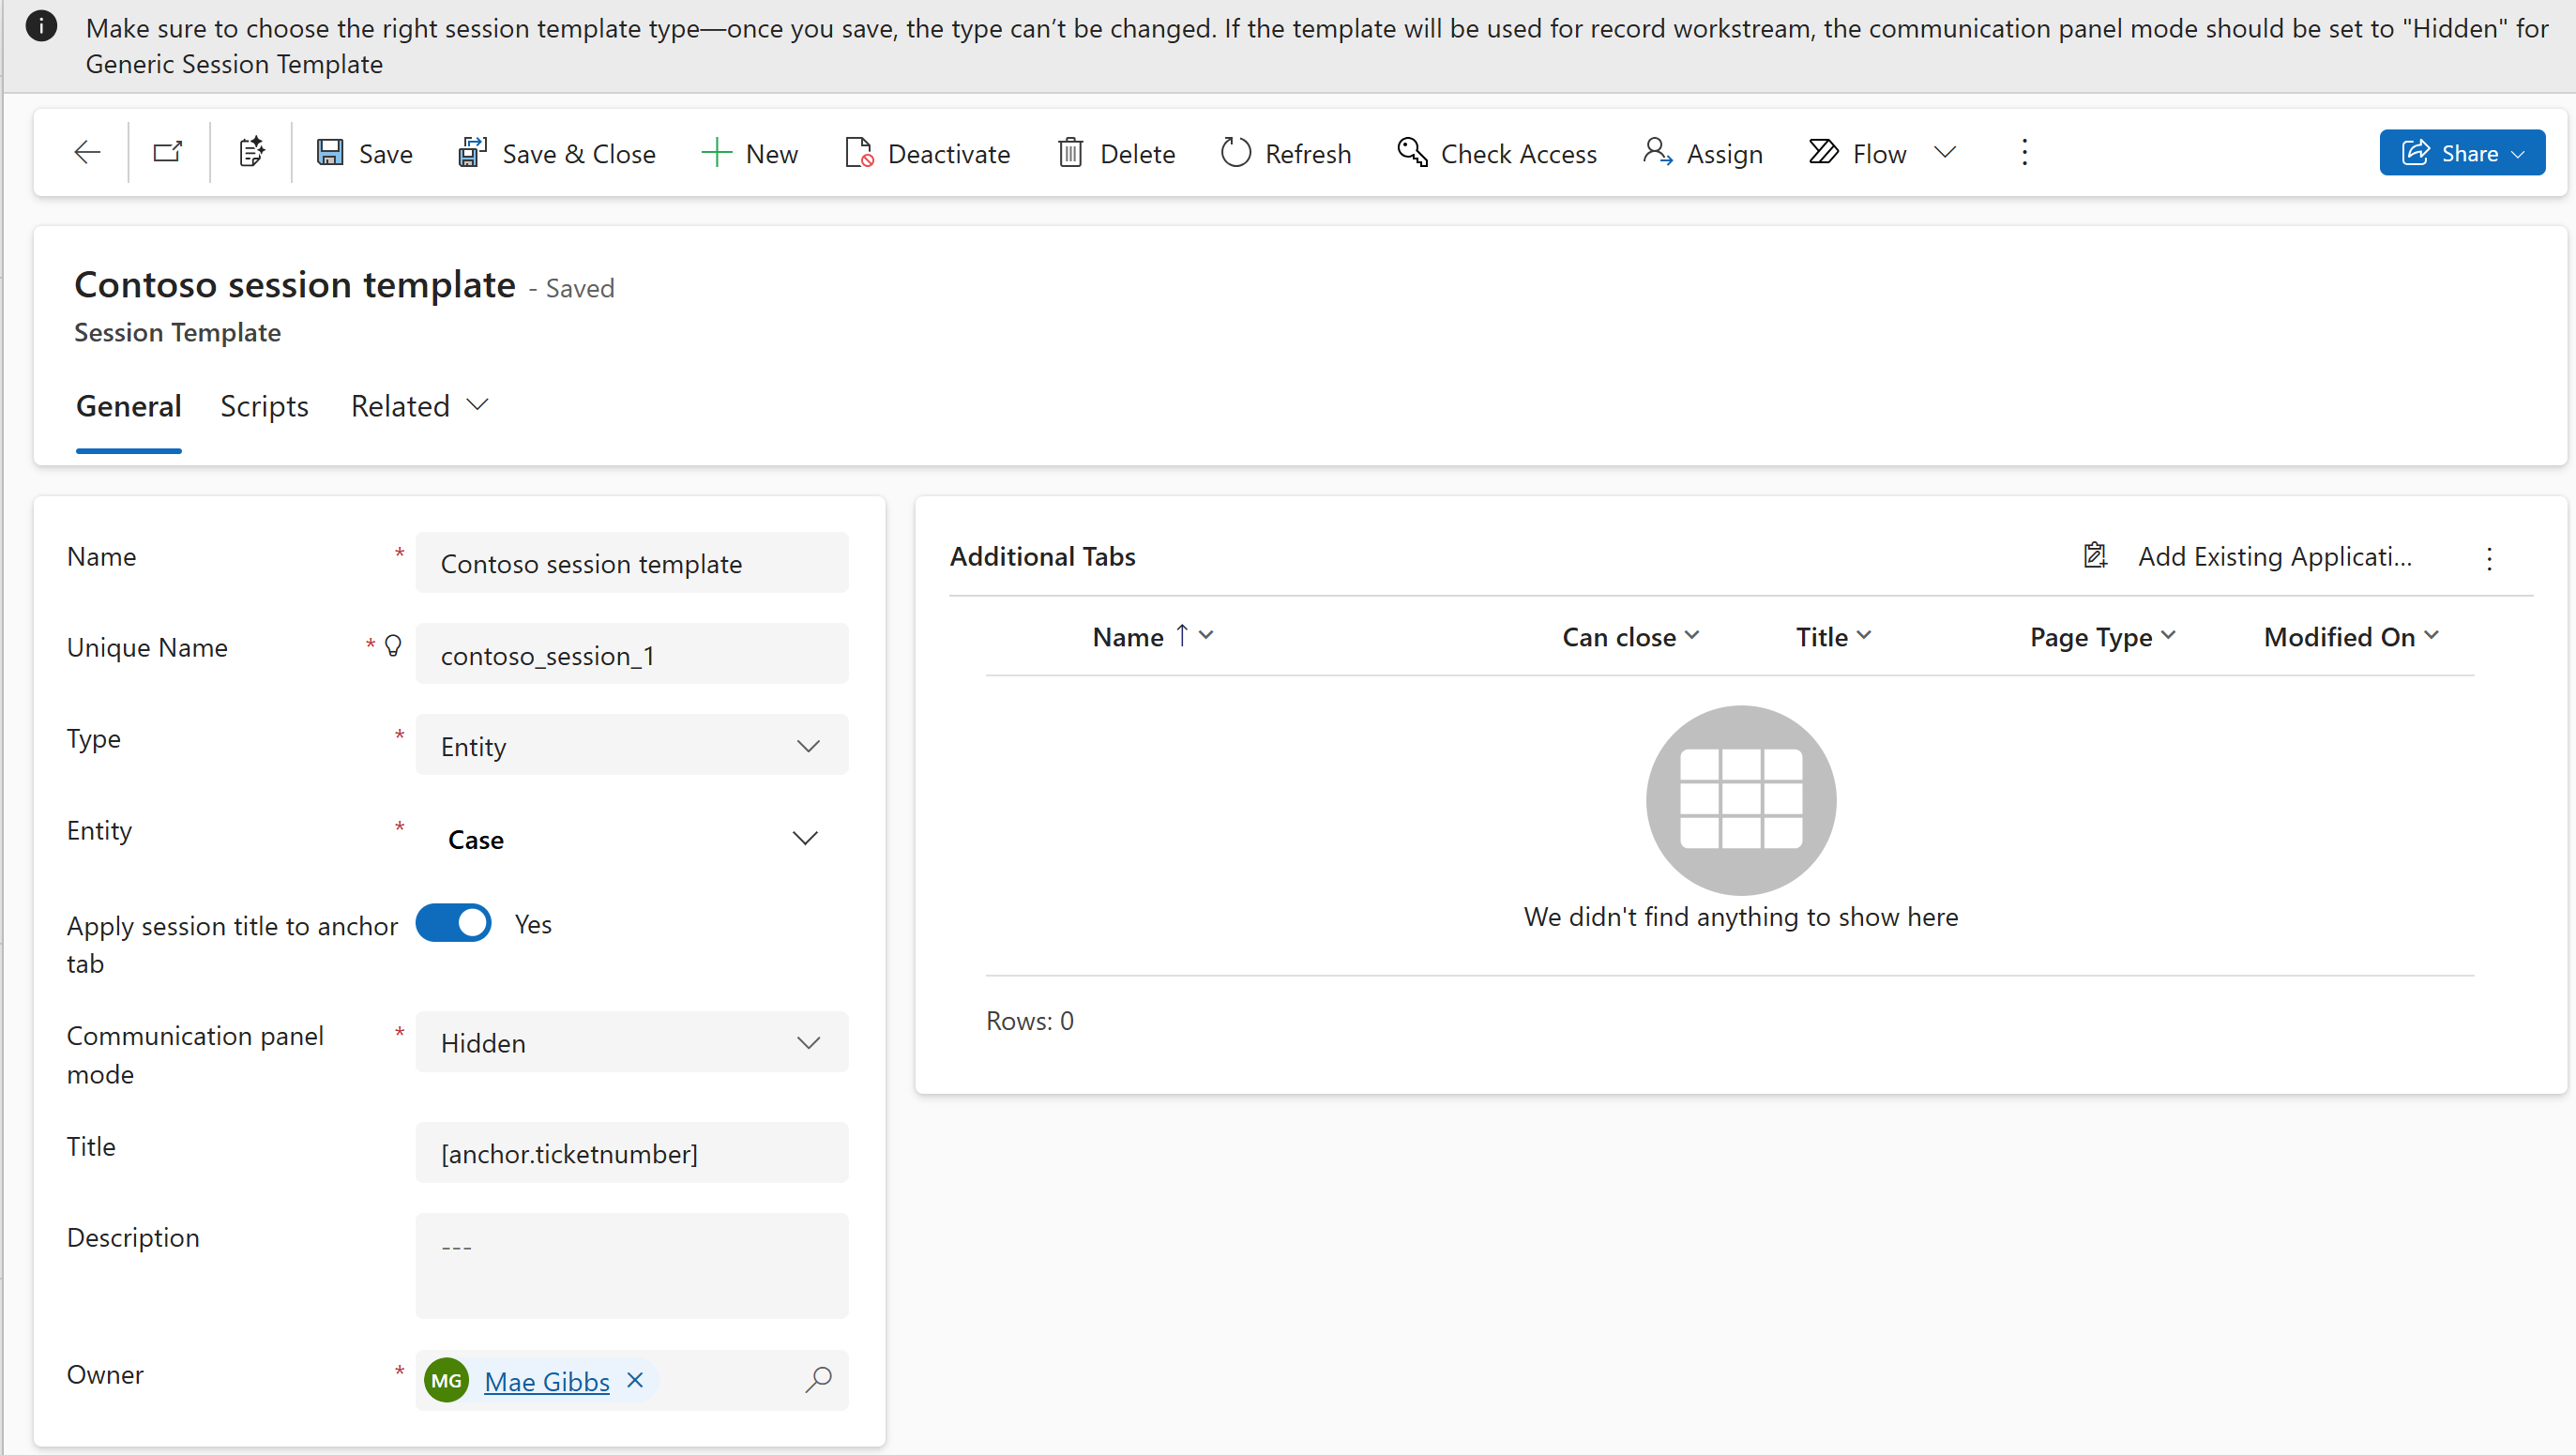 Make sure to choose the right session template type—once you save, the type can’t be changed. If the template will be used for record workstream, the communication panel mode should be set to "Hidden" for
Generic Session Template
Save
Save & Close
New
Deactivate
Delete
Refresh
Check Access
Assign
Flow
Share
Contoso session template - Saved
Session Template
General
Scripts
Related
Name *
Contoso session template
Unique Name *
contoso_session_1
Type *
Entity
Entity *
Case
Apply session title to anchor
tab
Yes
Communication panel
mode *
Hidden
Title
[anchor.ticketnumber]
Description
---
Owner *
MG
Mae Gibbs
Additional Tabs
Add Existing Applicati...
Name ↑
Can close
Title
Page Type
Modified On
We didn't find anything to show here
Rows: 0